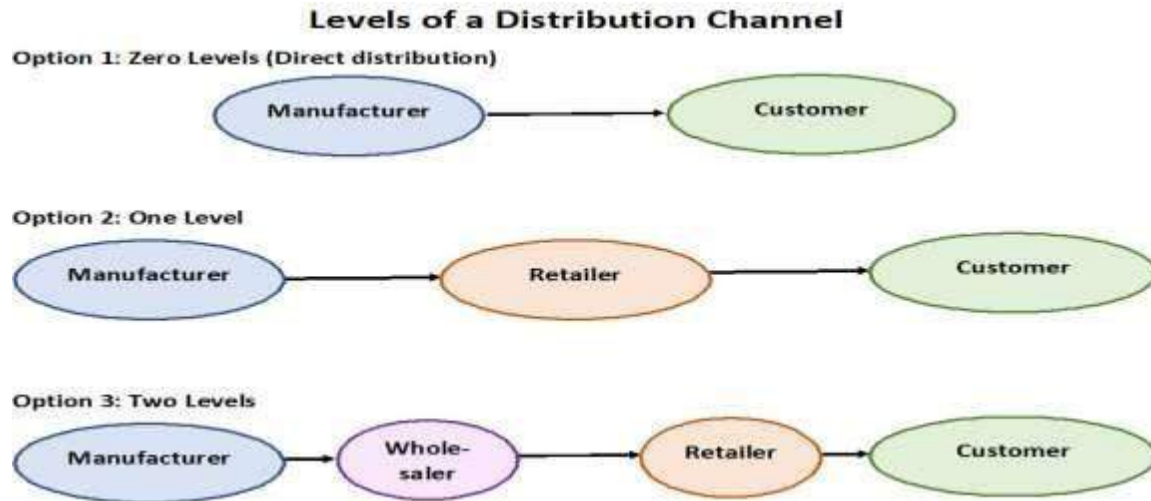 Levels of a Distribution Channel
Option 1: Zero Levels (Direct distribution)
Manufacturer
Customer
Option 2: One Level
Manufacturer
Retailer
Customer
Option 3: Two Levels
Manufacturer
Whole-
saler
Retailer
Customer